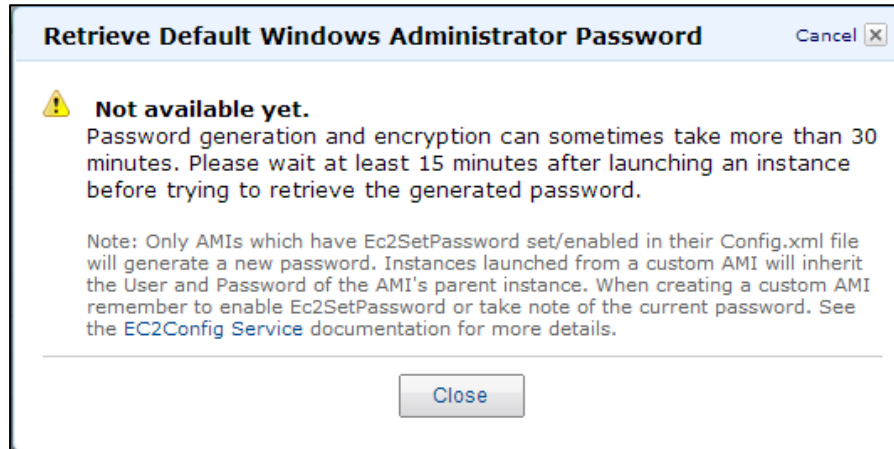 Retrieve Default Windows Administrator Password Cancel
Not available yet.
Password generation and encryption can sometimes take more than 30
minutes. Please wait at least 15 minutes after launching an instance
before trying to retrieve the generated password.
Note: Only AMIs which have Ec2SetPassword set/enabled in their Config.xml file
will generate a new password. Instances launched from a custom AMI will inherit
the User and Password of the AMI's parent instance. When creating a custom AMI
remember to enable Ec2SetPassword or take note of the current password. See
the EC2Config Service documentation for more details.
Close